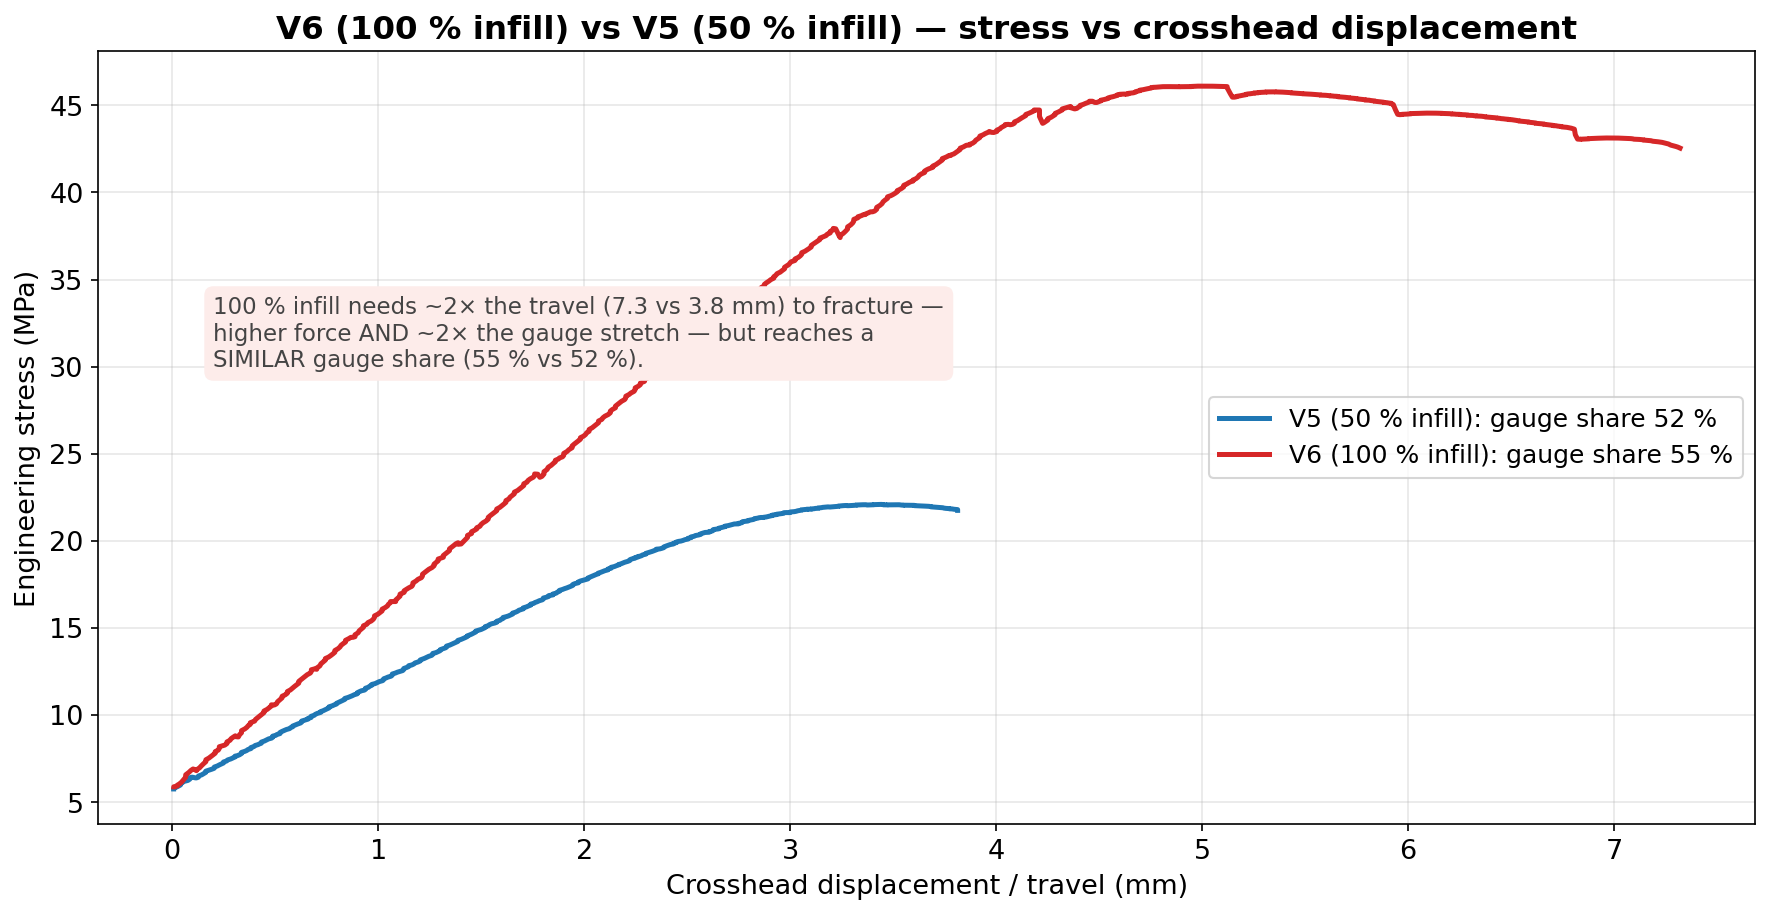 V6 (100 % infill) vs V5 (50 % infill) — stress vs crosshead displacement
Engineering stress (MPa)
45
40
35
30
25
20
15
10
5
100 % infill needs ~2× the travel (7.3 vs 3.8 mm) to fracture —
higher force AND ~2× the gauge stretch — but reaches a
SIMILAR gauge share (55 % vs 52 %).
V5 (50 % infill): gauge share 52 %
V6 (100 % infill): gauge share 55 %
0 1 2 3 4 5 6 7
Crosshead displacement / travel (mm)